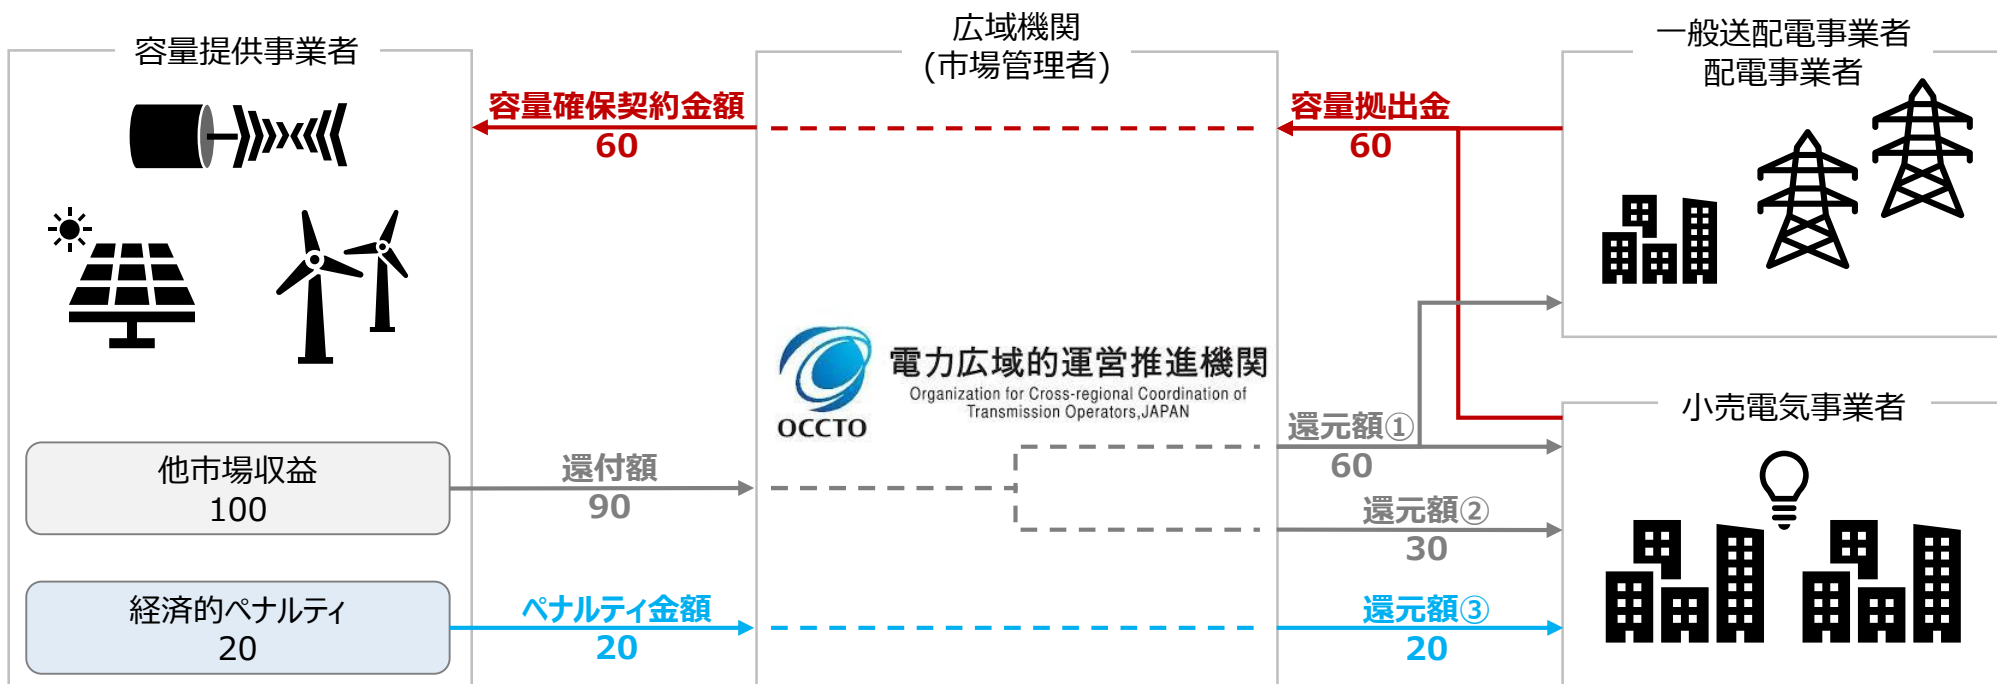 容量提供事業者
広域機関
(市場管理者)
一般送配電事業者
配電事業者
容量確保契約金額
60
容量拠出金
60
電力広域的運営推進機関
Organization for Cross-regional Coordination of
Transmission Operators,JAPAN
OCCTO
小売電気事業者
他市場収益
100
還付額
90
還元額①
60
還元額②
30
経済的ペナルティ
20
ペナルティ金額
20
還元額③
20